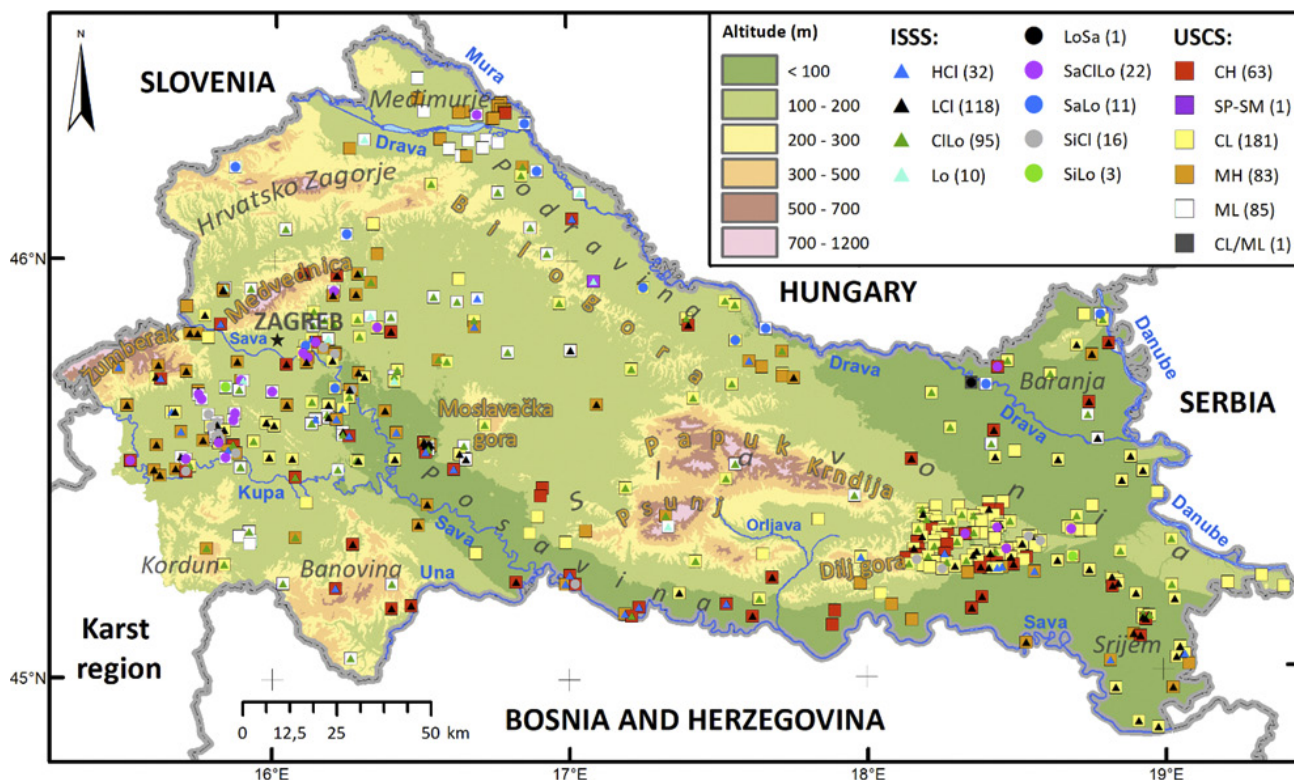 N
SLOVENIA
Mura
Međimurje
Drava
Hrvatsko Zagorje
Podravina
Bilogora
46°N
Medvednica
ZAGREB
Sava
Žumberak
HUNGARY
Drava
Danube
Baranja
SERBIA
Drava
Moslavačka
gora
Papuk
Krndija
Slavonija
Psunj
Kupa
Posavina
Sava
Orljava
Danube
Dilj gora
Kordun
Banovina
Una
Sava
Srijem
Karst
region
45°N
BOSNIA AND HERZEGOVINA
0 12,5 25 50 km
16°E
17°E
18°E
19°E
Altitude (m)
< 100
100 - 200
200 - 300
300 - 500
500 - 700
700 - 1200
ISSS:
HCl (32)
LCl (118)
ClLo (95)
Lo (10)
LoSa (1)
SaClLo (22)
SaLo (11)
SiCl (16)
SiLo (3)
USCS:
CH (63)
SP-SM (1)
CL (181)
MH (83)
ML (85)
CL/ML (1)